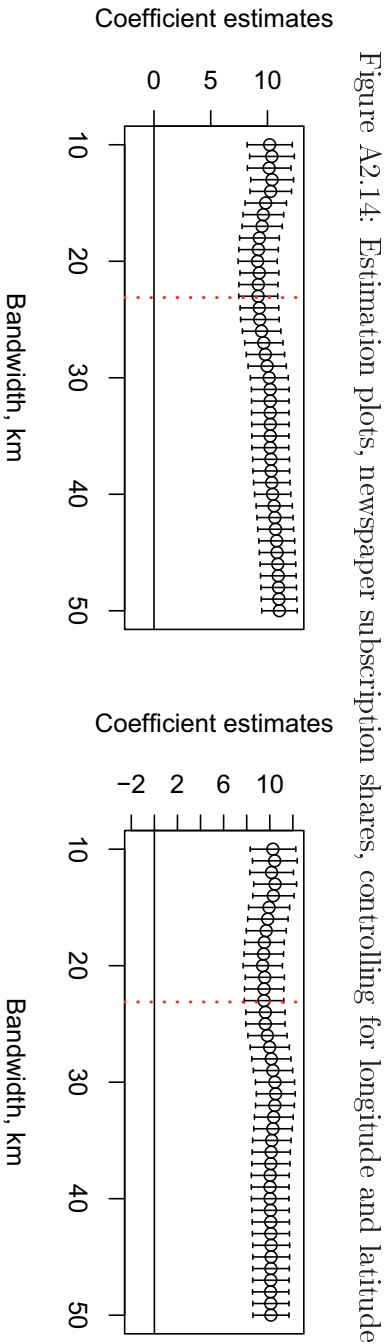 Figure A2.14: Estimation plots, newspaper subscription shares, controlling for longitude and latitude
Coefficient estimates
0 5 10
10 20 30 40 50
Bandwidth, km
Coefficient estimates
−2 2 6 10
10 20 30 40 50
Bandwidth, km